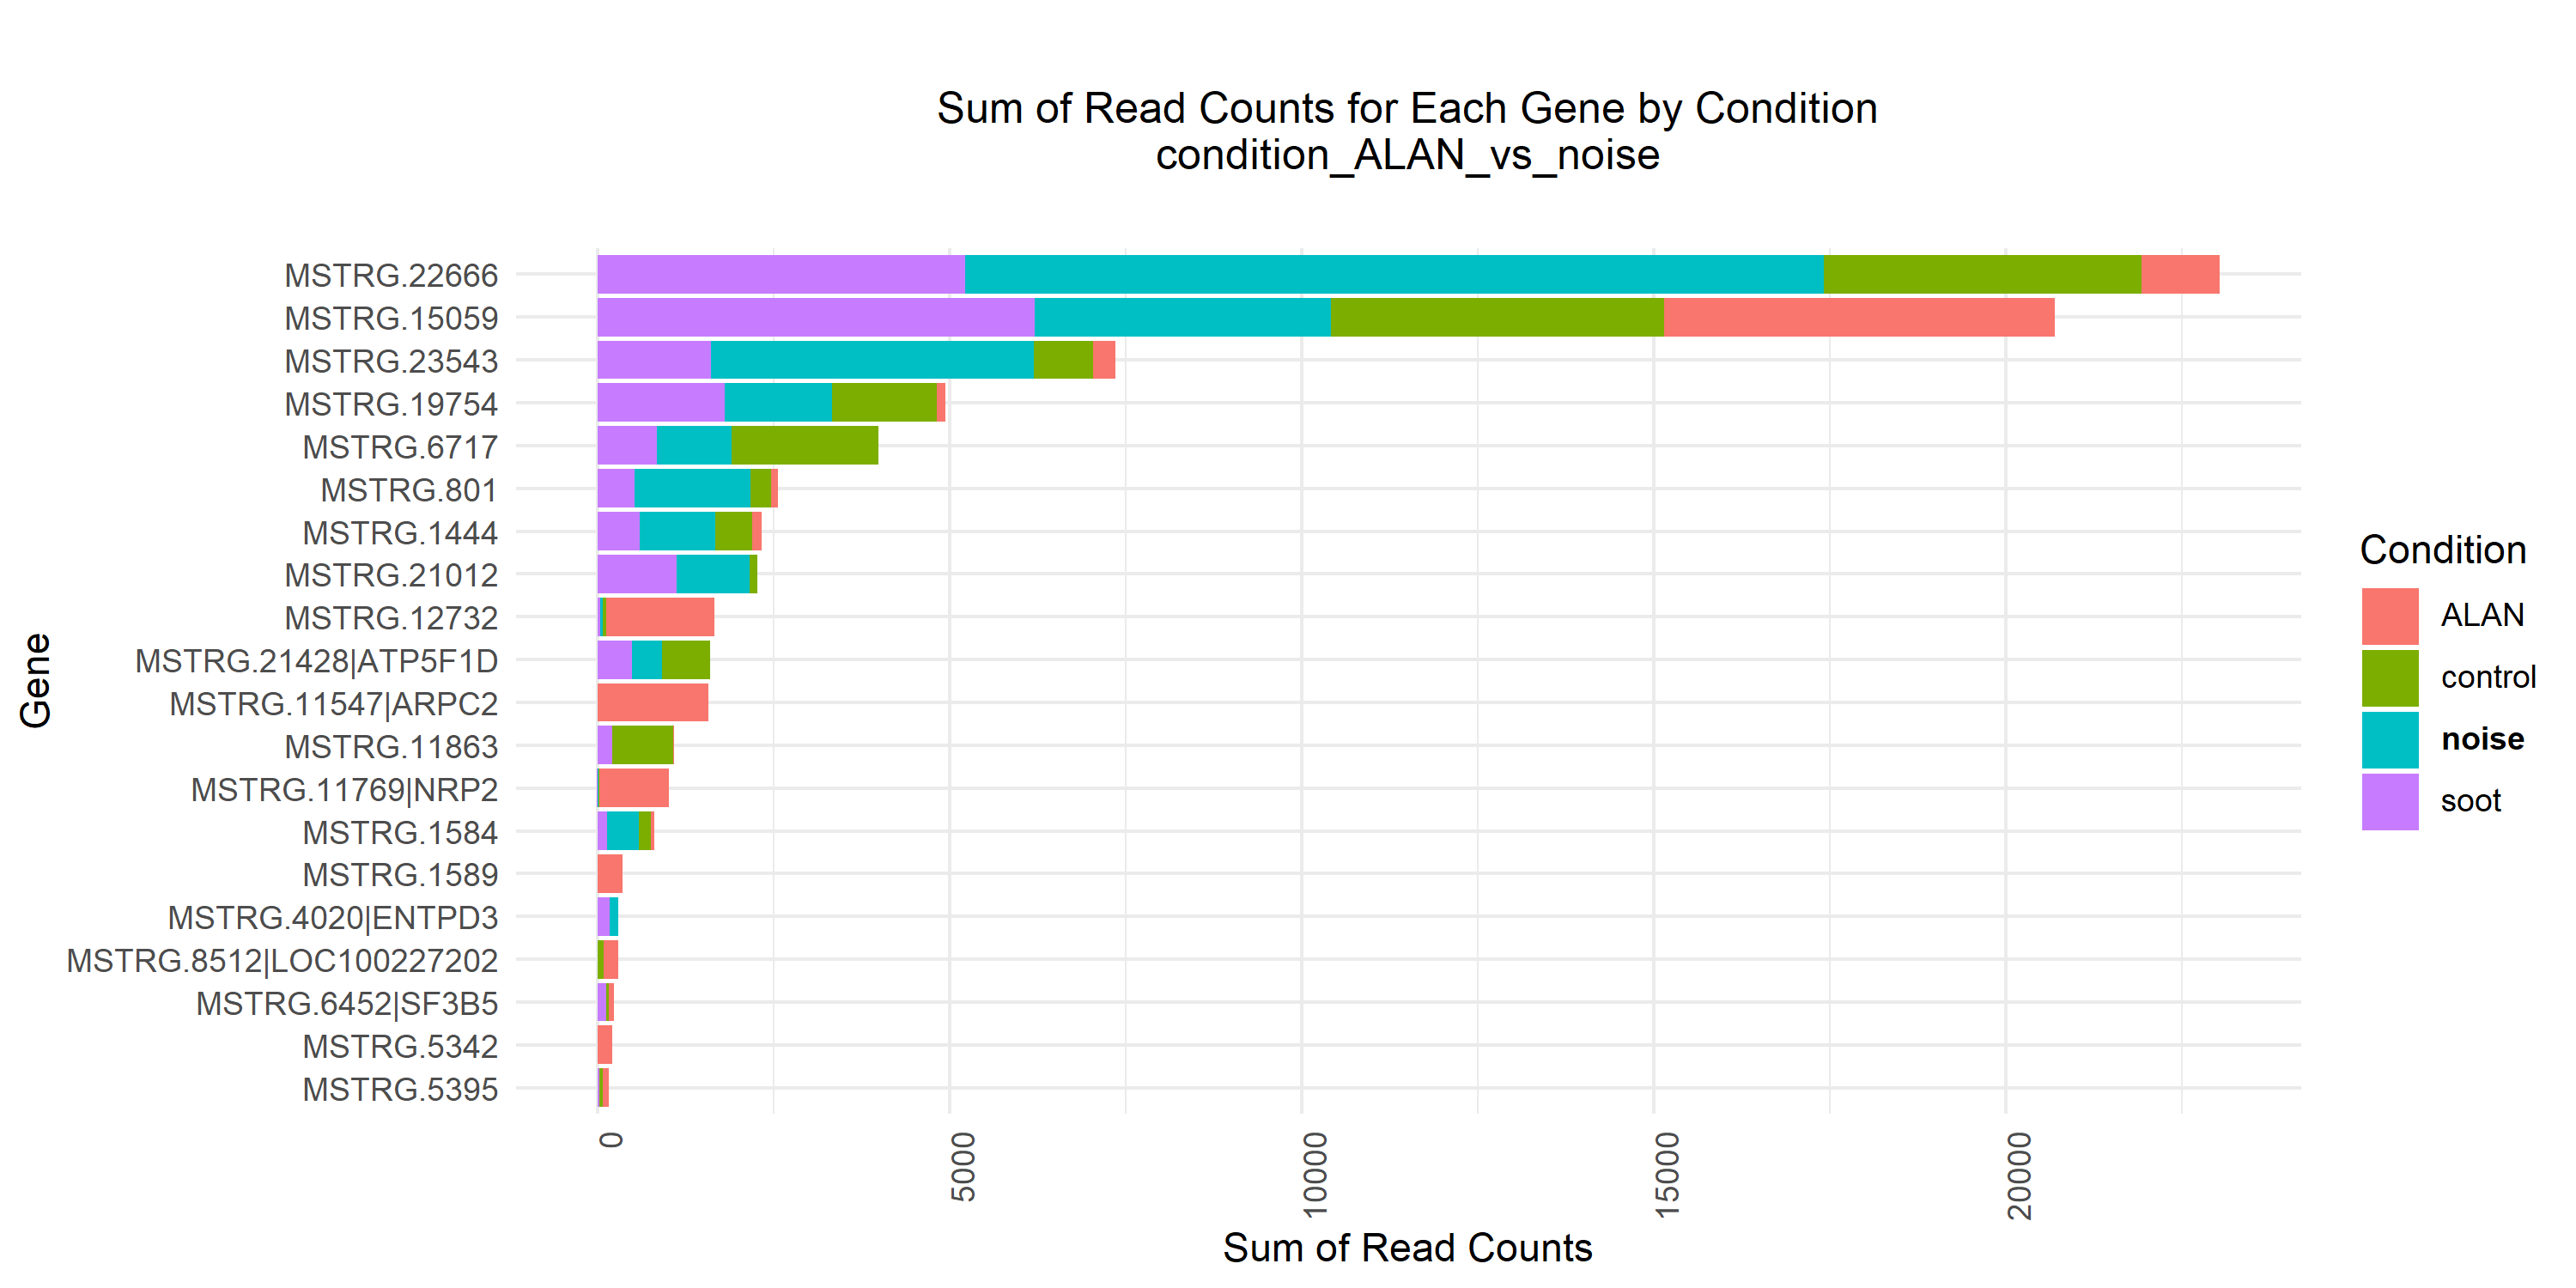 Sum of Read Counts for Each Gene by Condition
condition_ALAN_vs_noise
Gene
MSTRG.22666
MSTRG.15059
MSTRG.23543
MSTRG.19754
MSTRG.6717
MSTRG.801
MSTRG.1444
MSTRG.21012
MSTRG.12732
MSTRG.21428|ATP5F1D
MSTRG.11547|ARPC2
MSTRG.11863
MSTRG.11769|NRP2
MSTRG.1584
MSTRG.1589
MSTRG.4020|ENTPD3
MSTRG.8512|LOC100227202
MSTRG.6452|SF3B5
MSTRG.5342
MSTRG.5395
0
5000
10000
15000
20000
Sum of Read Counts
Condition
ALAN
control
noise
soot